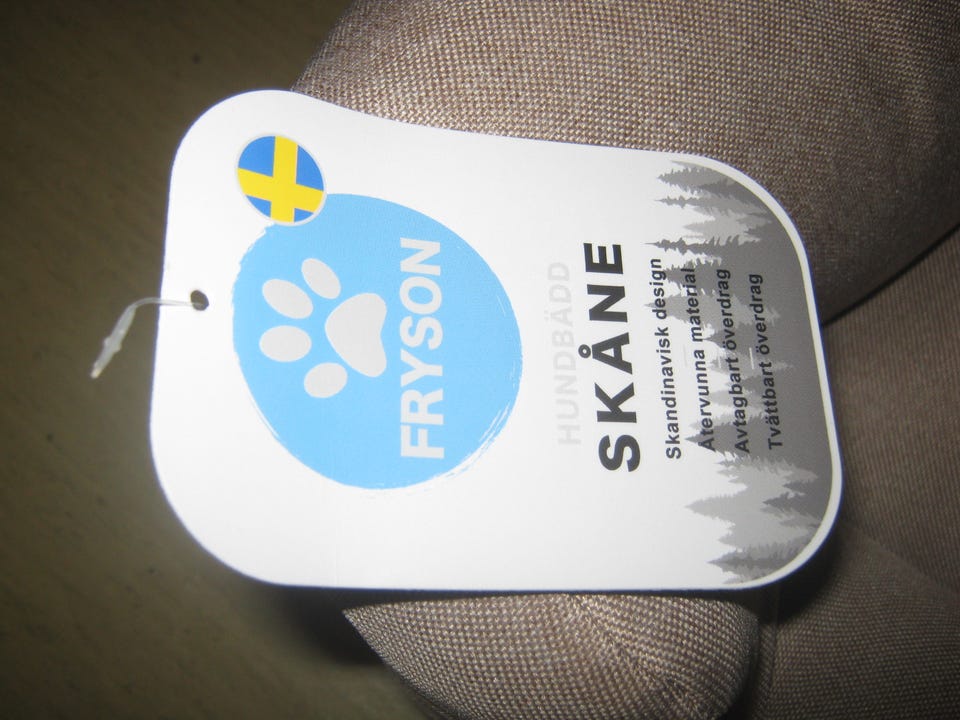 FRYSON
HUNDBÄDD
SKÅNE
Skandinavisk design
Återvunna material
Avtagbart överdrag
Tvättbart överdrag